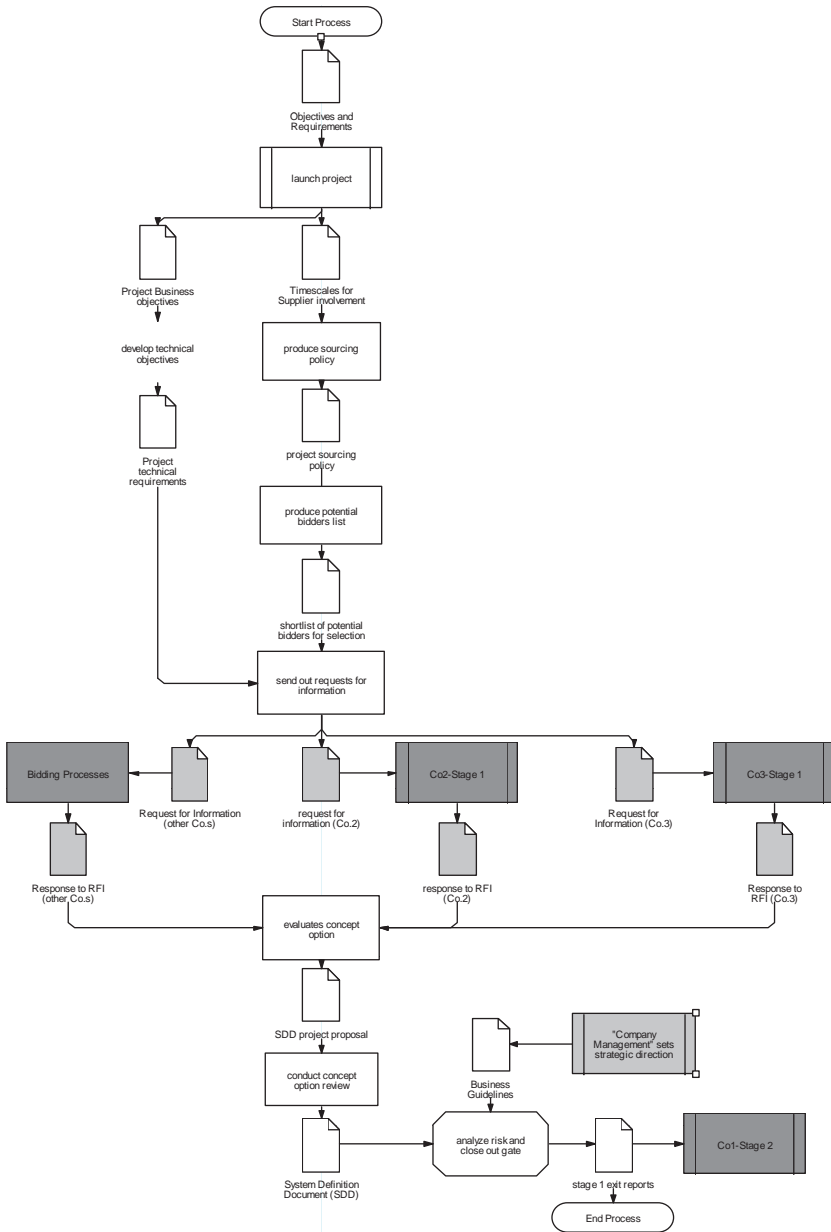 Start Process
Objectives and
Requirements
launch project
Project Business
objectives
Timescales for
Supplier involvement
develop technical
objectives
produce sourcing
policy
Project
technical
requirements
project sourcing
policy
produce potential
bidders list
shortlist of potential
bidders for selection
send out requests for
information
Bidding Processes
Request for Information
(other Co.s)
request for
information (Co.2)
Co2-Stage 1
Request for
Information (Co.3)
Co3-Stage 1
Response to RFI
(other Co.s)
response to RFI
(Co.2)
Response to
RFI (Co.3)
evaluates concept
option
SDD project proposal
"Company
Management" sets
strategic direction
conduct concept
option review
Business
Guidelines
System Definition
Document (SDD)
analyze risk and
close out gate
stage 1 exit reports
Co1-Stage 2
End Process